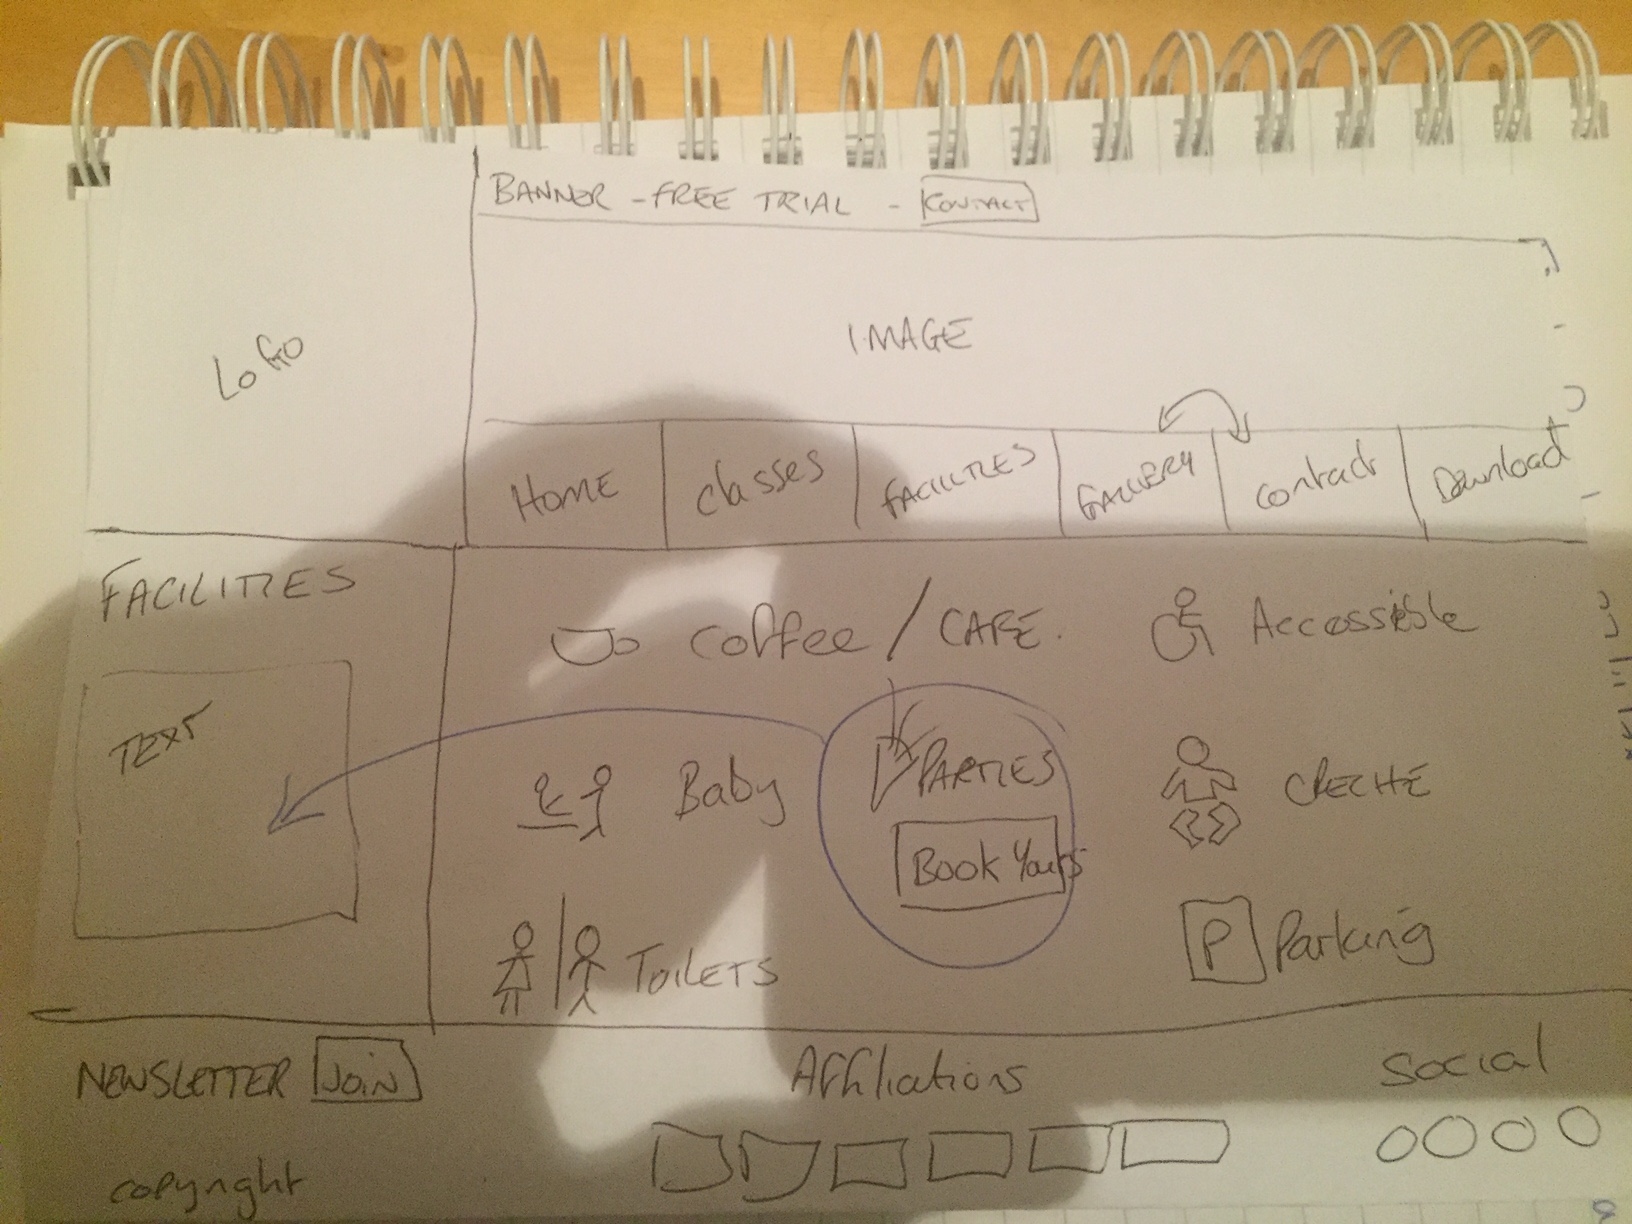 BANNER - FREE TRIAL - CONTACT
LOGO
IMAGE
HOME
classes
FACILITIES
GALLERY
Contact
Download
FACILITIES
TEXT
Coffee / CAFE.
Accessible
Baby
PARTIES
Book Yours
CRECHE
TOILETS
P Parking
NEWSLETTER JOIN
Affiliations
Social
copyright